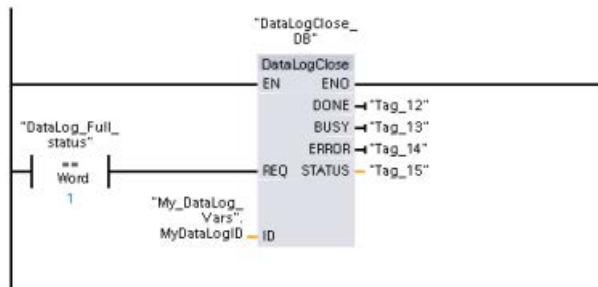 "DataLogClose_
DB"
DataLogClose
EN ENO
DONE "Tag_12"
BUSY "Tag_13"
ERROR "Tag_14"
"DataLog_Full_
status"
==
Word
1
REQ STATUS "Tag_15"
"My_DataLog_
Vars".
MyDataLogID ID